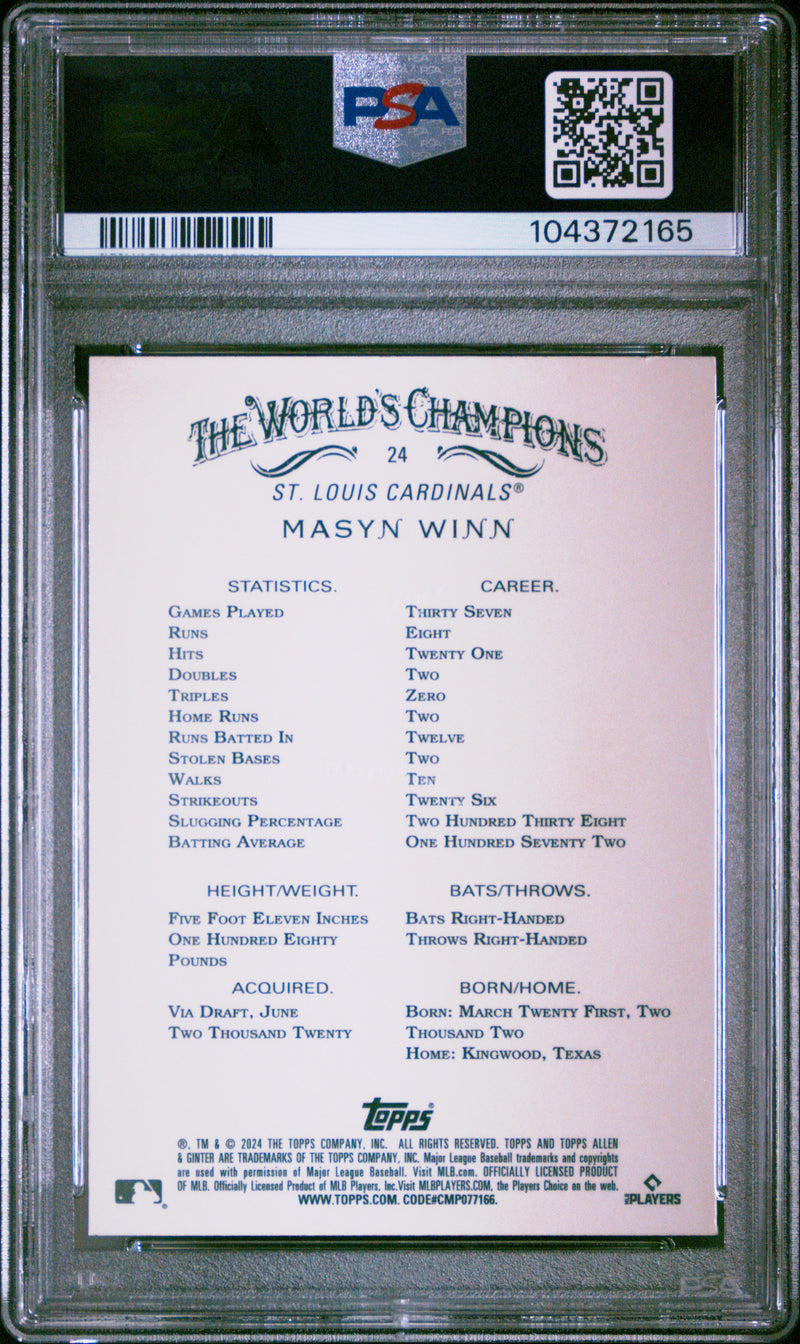 PSA
104372165
THE WORLD'S CHAMPIONS
24
ST. LOUIS CARDINALS®
MASYN WINN
STATISTICS. CAREER.
GAMES PLAYED THIRTY SEVEN
RUNS EIGHT
HITS TWENTY ONE
DOUBLES TWO
TRIPLES ZERO
HOME RUNS TWO
RUNS BATTED IN TWELVE
STOLEN BASES TWO
WALKS TEN
STRIKEOUTS TWENTY SIX
SLUGGING PERCENTAGE TWO HUNDRED THIRTY EIGHT
BATTING AVERAGE ONE HUNDRED SEVENTY TWO
HEIGHT/WEIGHT. BATS/THROWS.
FIVE FOOT ELEVEN INCHES BATS RIGHT-HANDED
ONE HUNDRED EIGHTY THROWS RIGHT-HANDED
POUNDS
ACQUIRED. BORN/HOME.
VIA DRAFT, JUNE BORN: MARCH TWENTY FIRST, TWO
TWO THOUSAND TWENTY THOUSAND TWO
HOME: KINGWOOD, TEXAS
Topps®
®, TM & © 2024 THE TOPPS COMPANY, INC. ALL RIGHTS RESERVED. TOPPS AND TOPPS ALLEN
& GINTER ARE TRADEMARKS OF THE TOPPS COMPANY, INC. Major League Baseball trademarks and copyrights
are used with permission of Major League Baseball. Visit MLB.com. OFFICIALLY LICENSED PRODUCT
OF MLB. Officially Licensed Product of MLB Players, Inc.Visit MLBPLAYERS.COM, the Players Choice on the web.
WWW.TOPPS.COM. CODE#CMP077166.
MLB PLAYERS
PSA